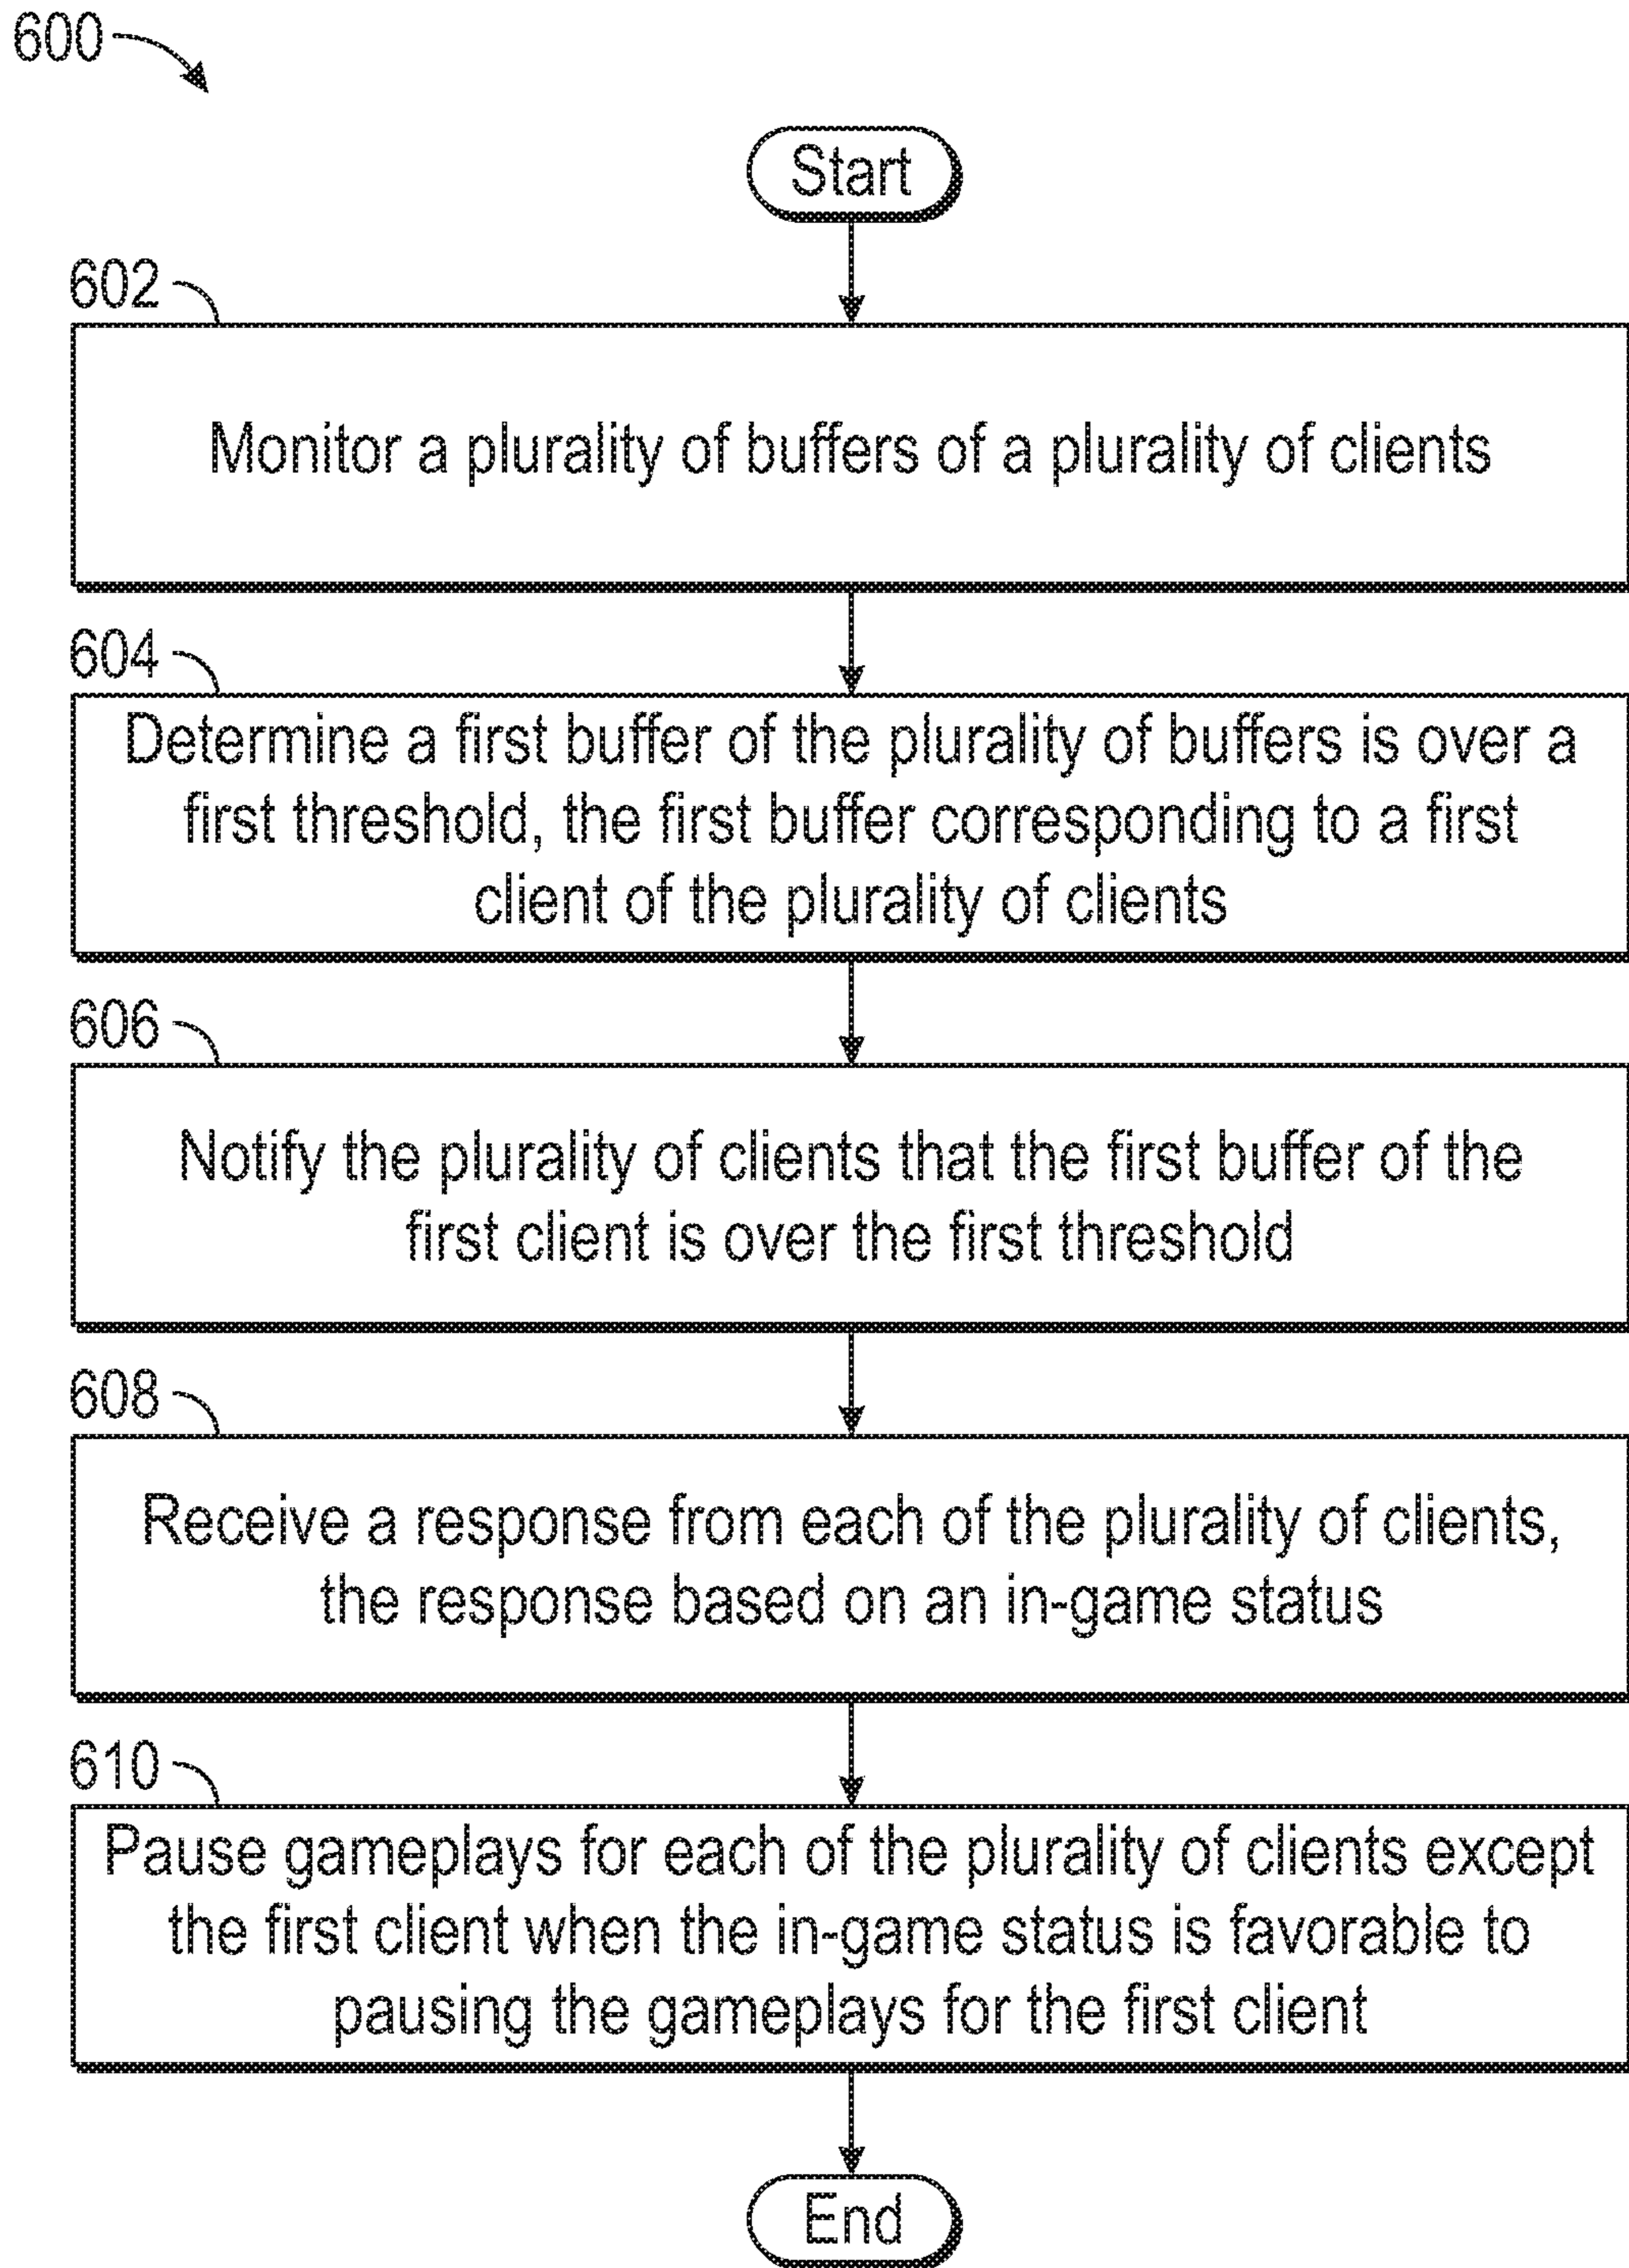 600
Start
602
Monitor a plurality of buffers of a plurality of clients
604
Determine a first buffer of the plurality of buffers is over a
first threshold, the first buffer corresponding to a first
client of the plurality of clients
606
Notify the plurality of clients that the first buffer of the
first client is over the first threshold
608
Receive a response from each of the plurality of clients,
the response based on an in-game status
610
Pause gameplays for each of the plurality of clients except
the first client when the in-game status is favorable to
pausing the gameplays for the first client
End